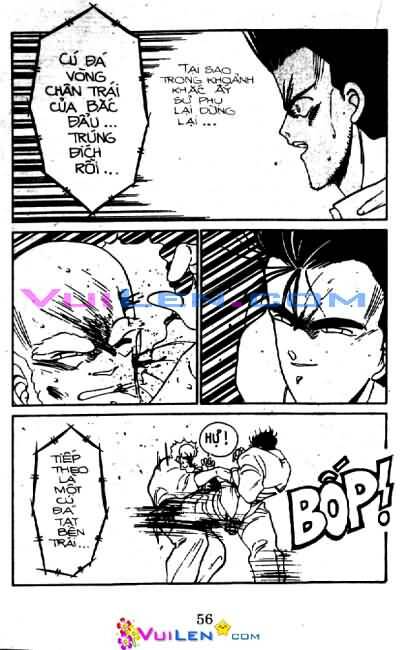 CÚ ĐÁ
VÒNG
CHÂN TRÁI
CỦA BẮC
ĐẨU...
TRÚNG
ĐÍCH
RỒI...
TẠI SAO
TRONG KHOẢNH
KHẮC ẤY
SƯ PHỤ
LẠI DỪNG
LẠI...
VUILEN.COM
HỰ!
TIẾP
THEO
LÀ
MỘT
CÚ
ĐÁ
TẠT
BÊN
TRÁI...
BỐP!
56
VUILEN.COM